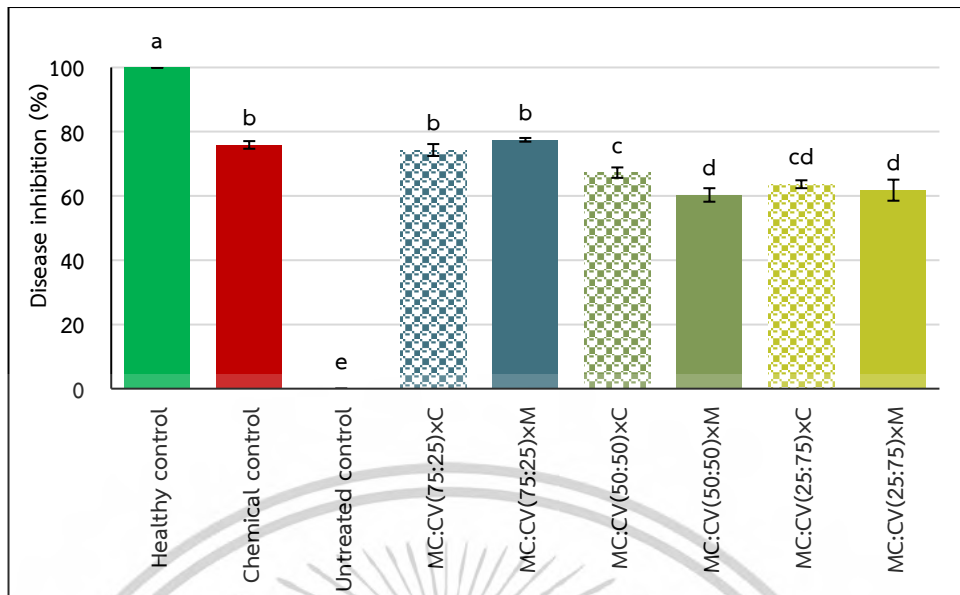 Disease inhibition (%)
100
80
60
40
20
0
a
b
e
b
b
c
d
cd
d
Healthy control
Chemical control
Untreated control
MC:CV(75:25)×C
MC:CV(75:25)×M
MC:CV(50:50)×C
MC:CV(50:50)×M
MC:CV(25:75)×C
MC:CV(25:75)×M